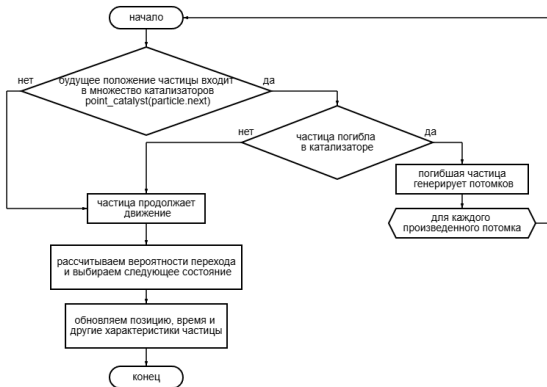 начало
нет
будущее положение частицы входит
в множество катализаторов
point_catalyst(particle.next)
да
нет
частица погибла
в катализаторе
да
погибшая частица
генерирует потомков
частица продолжает
движение
для каждого
произведенного потомка
рассчитываем вероятности перехода
и выбираем следующее состояние
обновляем позицию, время и
другие характеристики частицы
конец